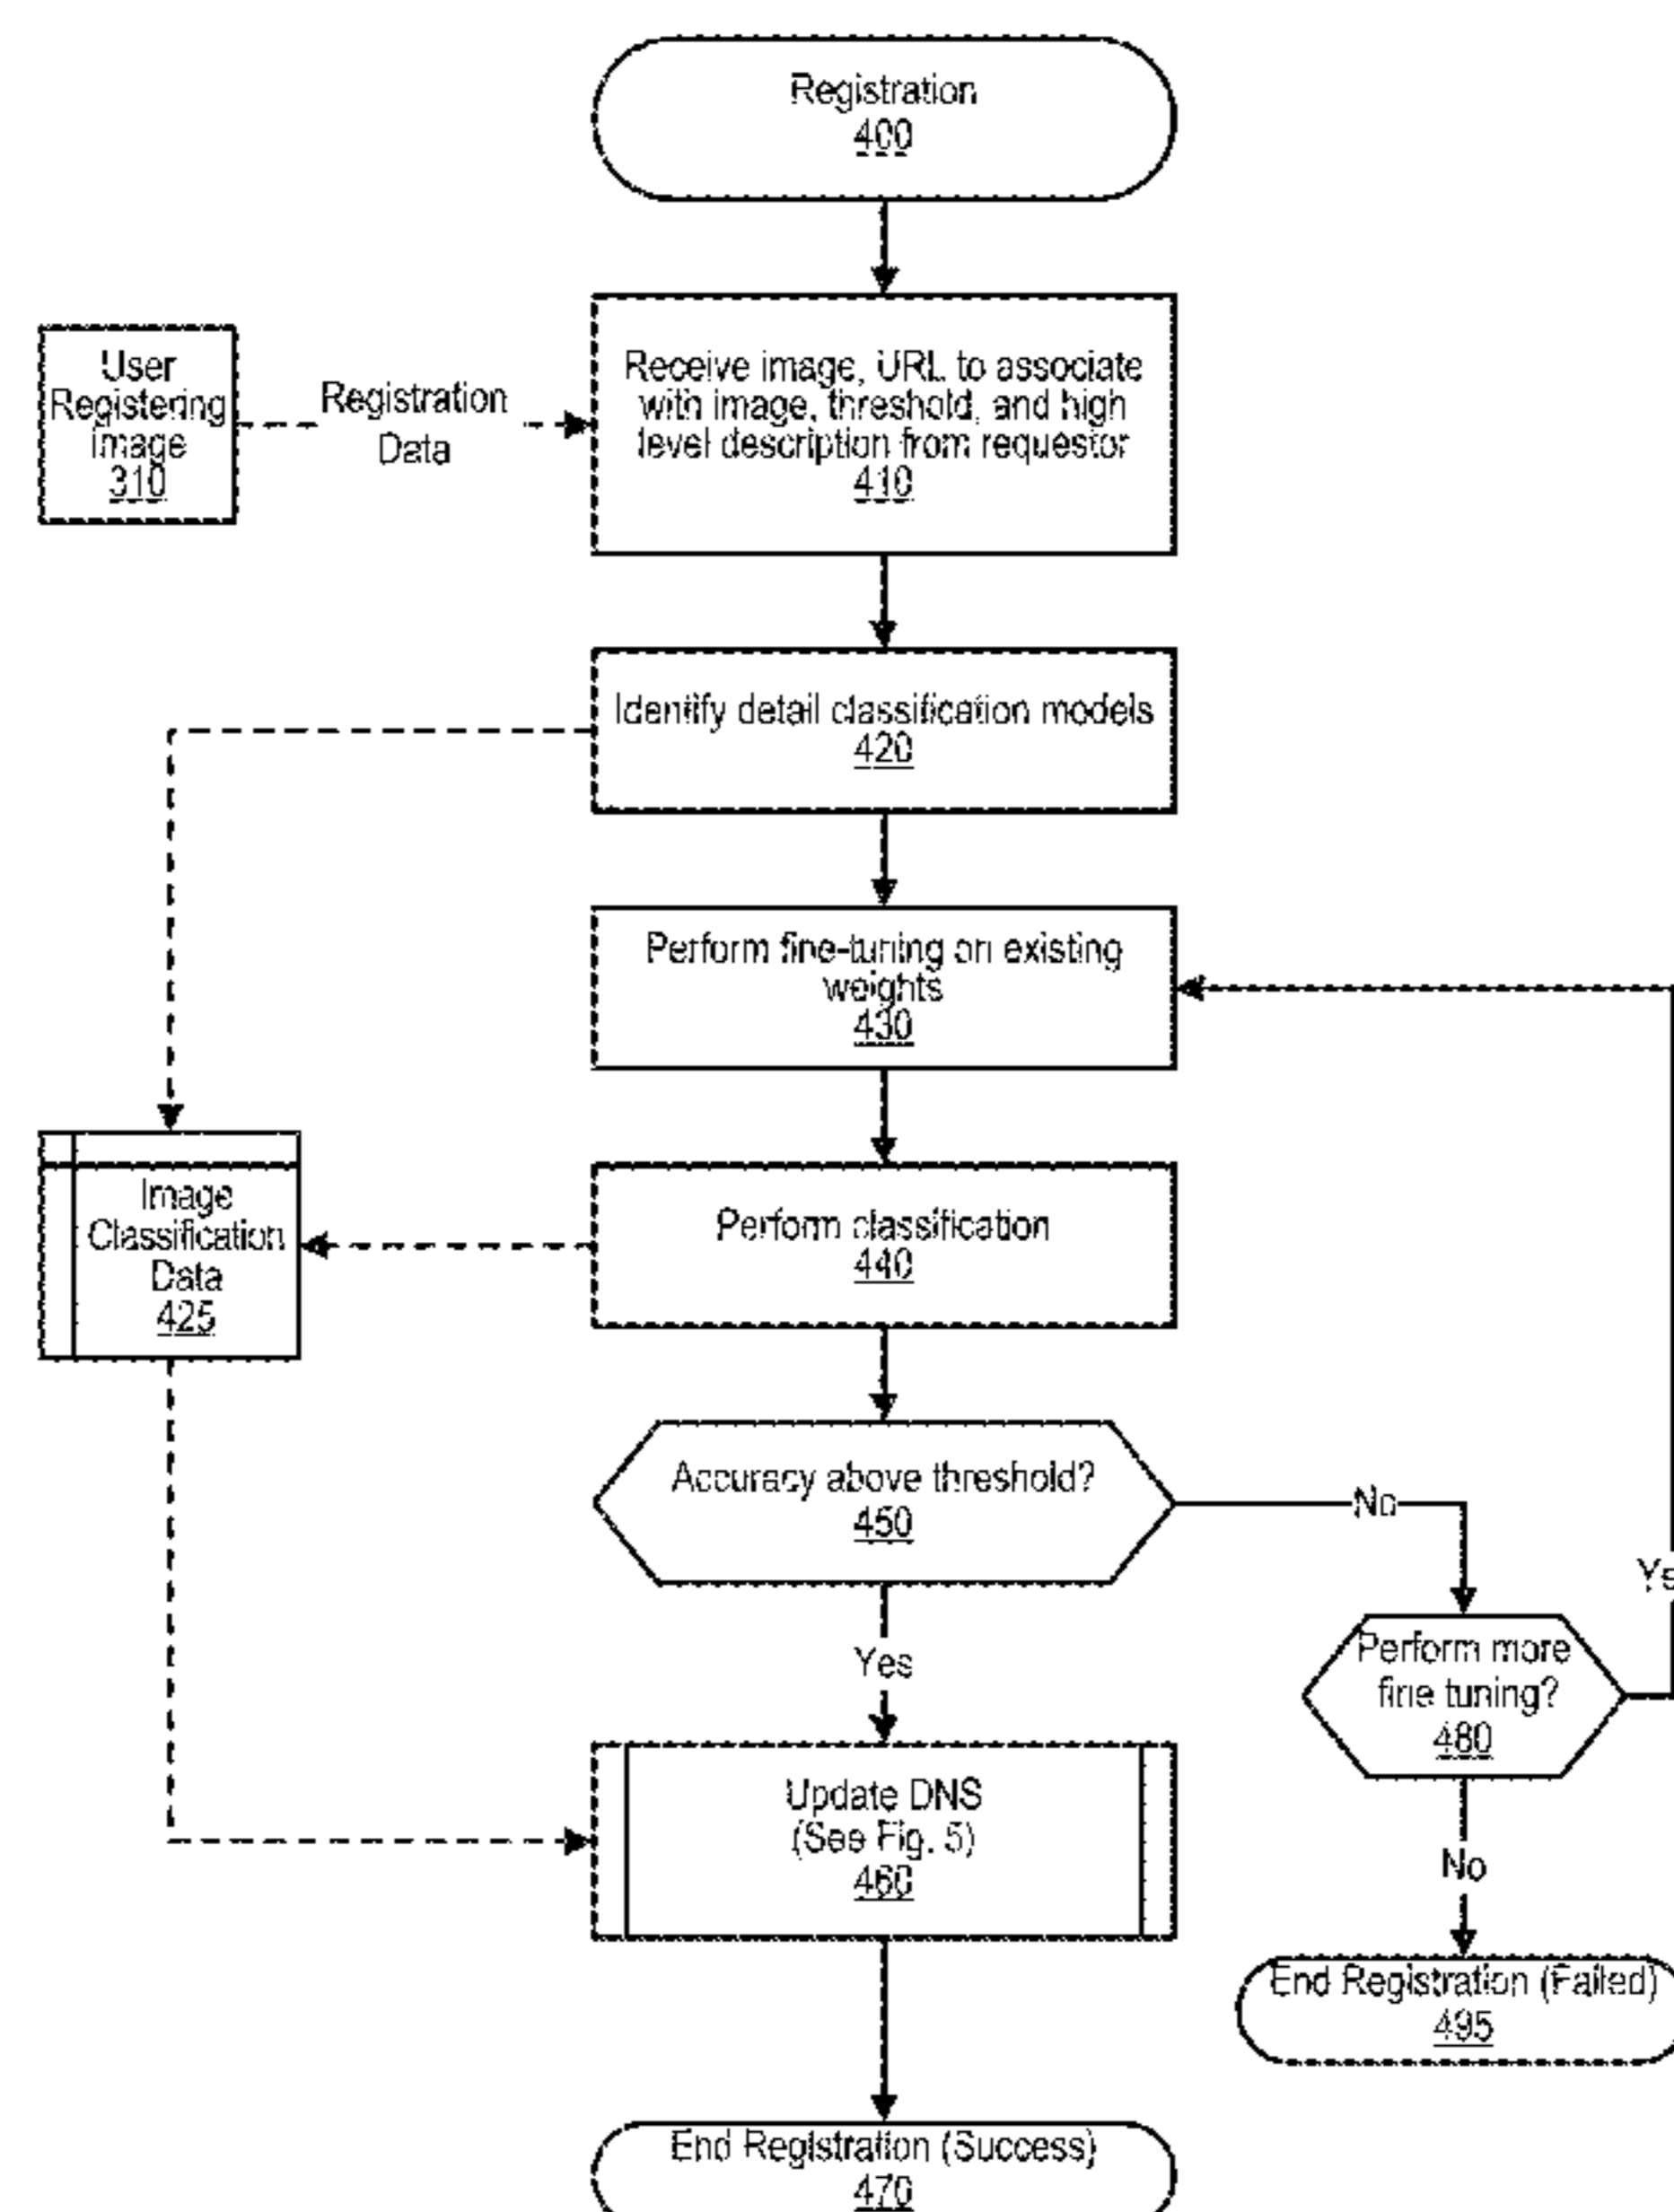 Registration
400
User
Registering
Image
310
Registration
Data
Receive image, URL to associate
with image, threshold, and high
level description from requestor
410
Identify detail classification models
420
Perform fine-tuning on existing
weights
430
Image
Classification
Data
425
Perform classification
440
Accuracy above threshold?
450
No
Yes
Ye
Perform more
fine tuning?
480
Update DNS
(See Fig. 5)
460
No
End Registration (Failed)
495
End Registration (Success)
470